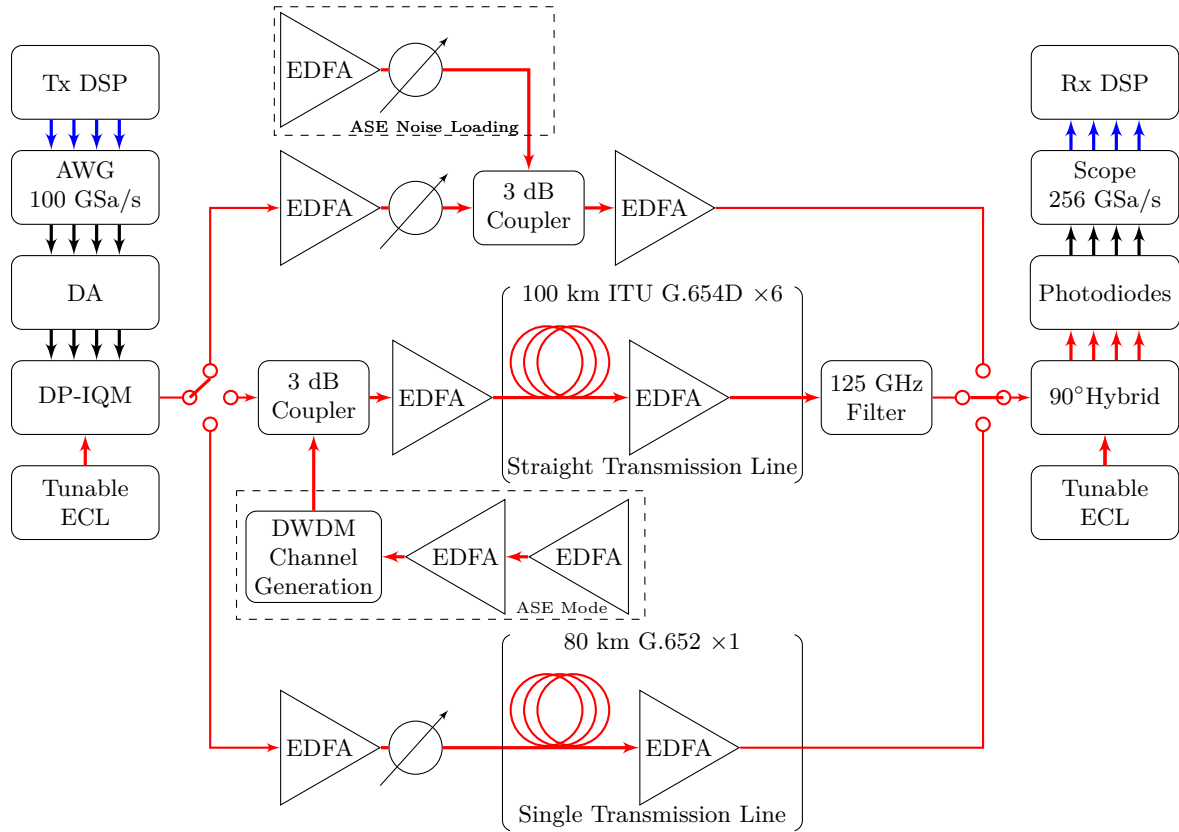 Tx DSP
AWG
100 GSa/s
DA
DP-IQM
Tunable
ECL
EDFA
ASE Noise Loading
EDFA
3 dB
Coupler
EDFA
3 dB
Coupler
EDFA
100 km ITU G.654D ×6
EDFA
Straight Transmission Line
125 GHz
Filter
DWDM
Channel
Generation
EDFA
EDFA
ASE Mode
EDFA
80 km G.652 ×1
EDFA
Single Transmission Line
Rx DSP
Scope
256 GSa/s
Photodiodes
90°Hybrid
Tunable
ECL